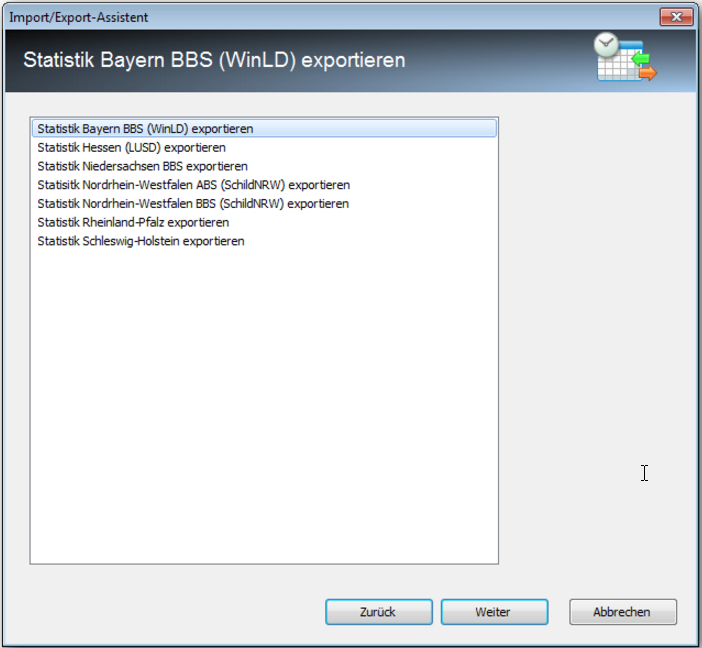 Import/Export-Assistent
Statistik Bayern BBS (WinLD) exportieren
Statistik Bayern BBS (WinLD) exportieren
Statistik Hessen (LUSD) exportieren
Statistik Niedersachsen BBS exportieren
Statisitk Nordrhein-Westfalen ABS (SchildNRW) exportieren
Statistik Nordrhein-Westfalen BBS (SchildNRW) exportieren
Statistik Rheinland-Pfalz exportieren
Statistik Schleswig-Holstein exportieren
Zurück Weiter Abbrechen